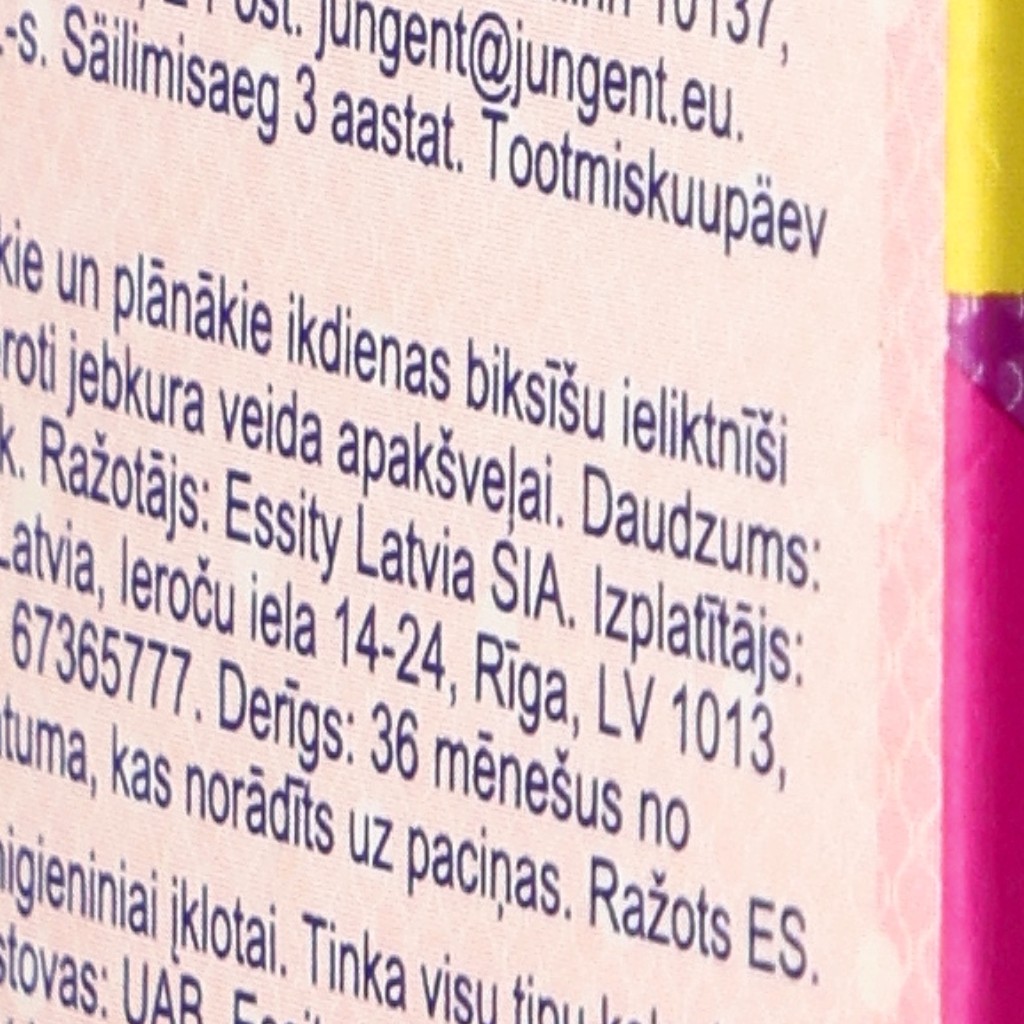 10137,
Post. jungent@jungent.eu.
-s. Säilimisaeg 3 aastat. Tootmiskuupäev
kie un plānākie ikdienas biksīšu ieliktnīši
roti jebkura veida apakšveļai. Daudzums:
k. Ražotājs: Essity Latvia SIA. Izplatītājs:
Latvia, Ieroču iela 14-24, Rīga, LV 1013,
67365777. Derīgs: 36 mēnešus no
tuma, kas norādīts uz paciņas. Ražots ES.
higieniniai įklotai. Tinka visų tipų
stovas: UAB